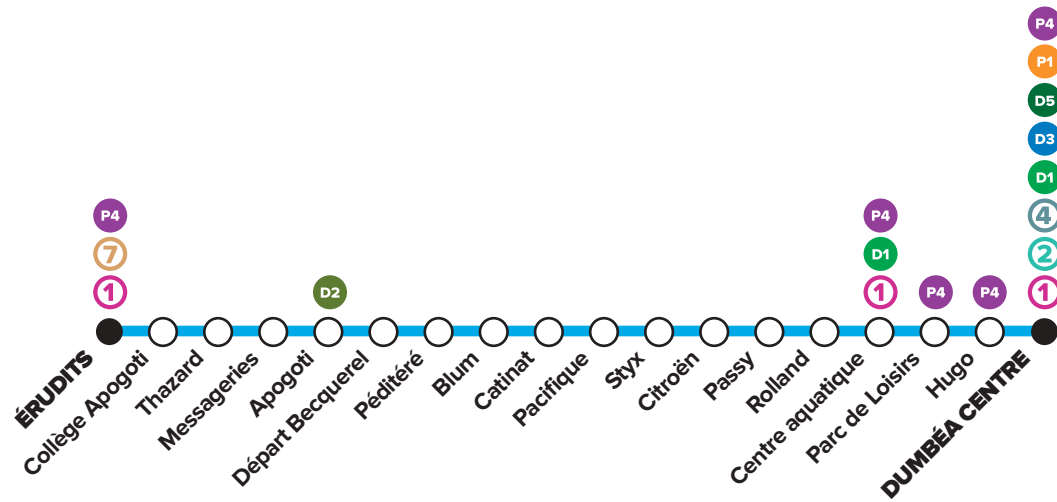 P4
P1
D5
D3
D1
4
2
1
P4
7
1
D2
P4
D1
1
P4
P4
ÉRUDITS
Collège Apogoti
Thazard
Messageries
Apogoti
Départ Becquerel
Péditéré
Blum
Catinat
Pacifique
Styx
Citroën
Passy
Rolland
Centre aquatique
Parc de Loisirs
Hugo
DUMBÉA CENTRE